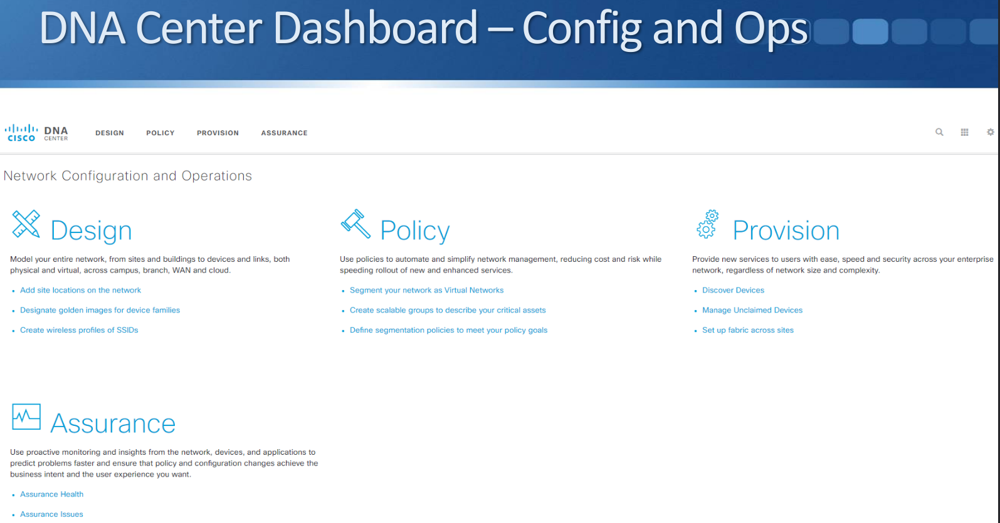 DNA Center Dashboard – Config and Ops
CISCO DNA CENTER
DESIGN POLICY PROVISION ASSURANCE
Network Configuration and Operations
Design
Model your entire network, from sites and buildings to devices and links, both
physical and virtual, across campus, branch, WAN and cloud.
• Add site locations on the network
• Designate golden images for device families
• Create wireless profiles of SSIDs
Policy
Use policies to automate and simplify network management, reducing cost and risk while
speeding rollout of new and enhanced services.
• Segment your network as Virtual Networks
• Create scalable groups to describe your critical assets
• Define segmentation policies to meet your policy goals
Provision
Provide new services to users with ease, speed and security across your enterprise
network, regardless of network size and complexity.
• Discover Devices
• Manage Unclaimed Devices
• Set up fabric across sites
Assurance
Use proactive monitoring and insights from the network, devices, and applications to
predict problems faster and ensure that policy and configuration changes achieve the
business intent and the user experience you want.
• Assurance Health
• Assurance Issues